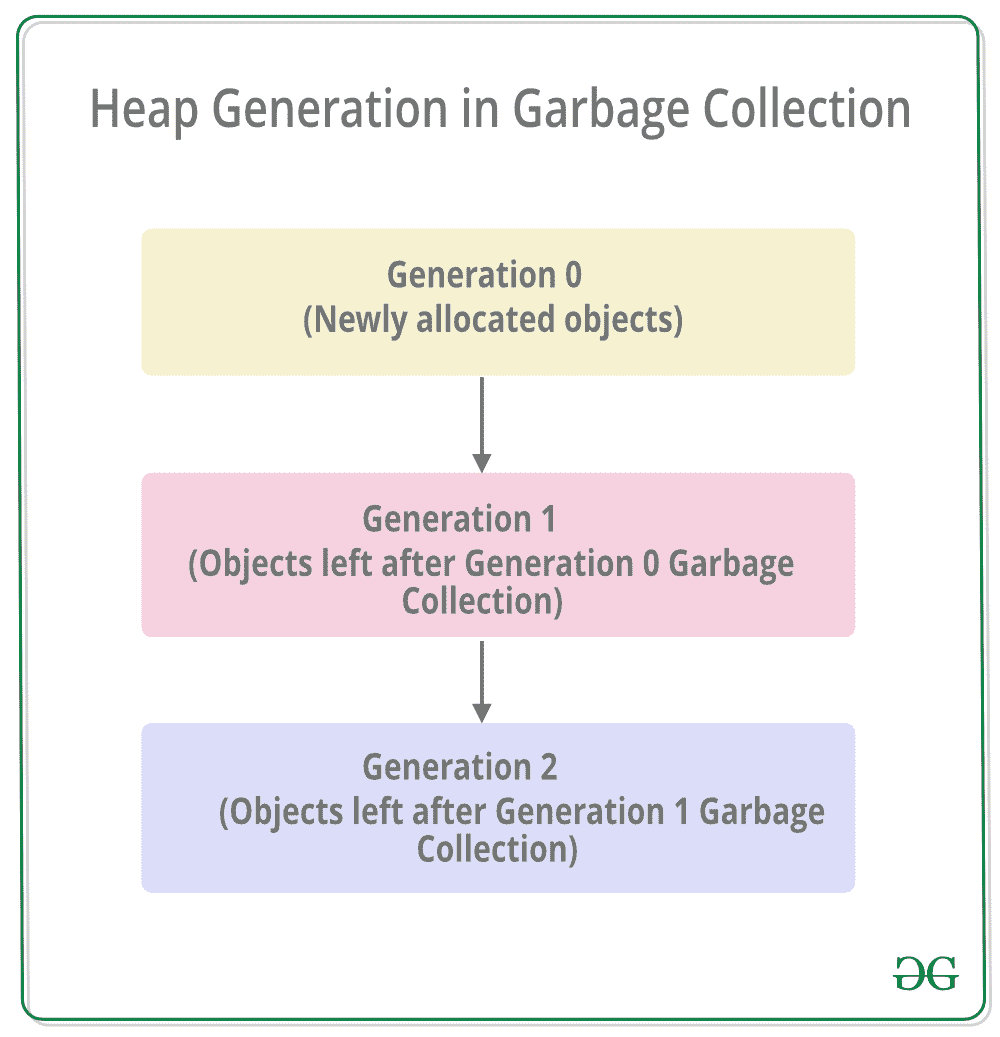 Heap Generation in Garbage Collection
Generation 0
(Newly allocated objects)
Generation 1
(Objects left after Generation 0 Garbage
Collection)
Generation 2
(Objects left after Generation 1 Garbage
Collection)